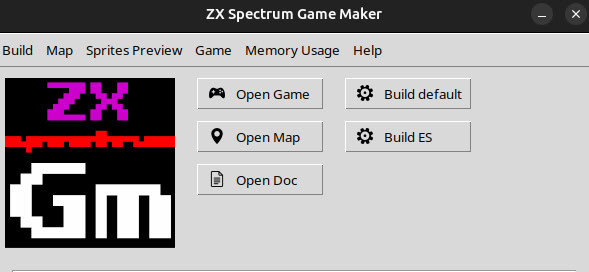 ZX Spectrum Game Maker
Build Map Sprites Preview Game Memory Usage Help
ZX
spectrum
Gm
Open Game
Build default
Open Map
Build ES
Open Doc